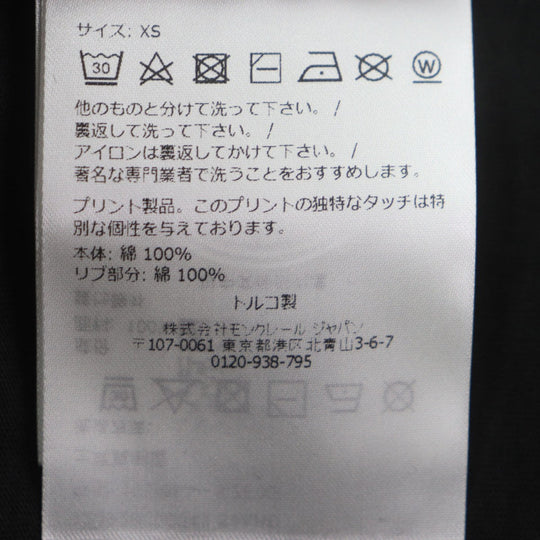 サイズ: XS
30
W
他のものと分けて洗って下さい。/
裏返して洗って下さい。/
アイロンは裏返してかけて下さい。/
著名な専門業者で洗うことをおすすめします。
プリント製品。このプリントの独特なタッチは特
別な個性を与えております。
本体: 綿 100%
リブ部分: 綿 100%
トルコ製
株式会社モンクレール ジャパン
〒107-0061 東京都港区北青山3-6-7
0120-938-795